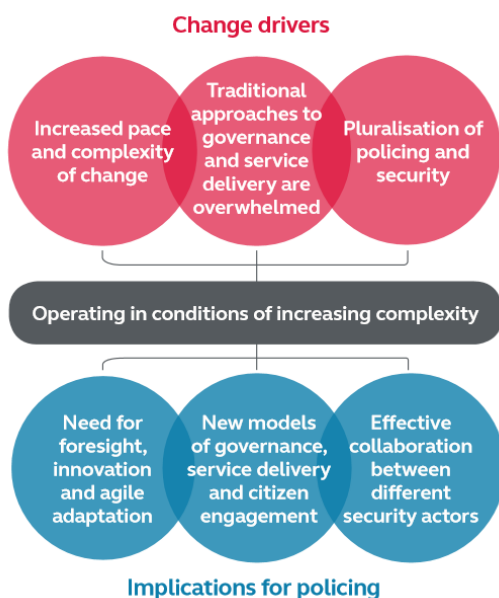 Change drivers
Increased pace
and complexity
of change
Traditional
approaches to
governance
and service
delivery are
overwhelmed
Pluralisation of
policing and
security
Operating in conditions of increasing complexity
Need for
foresight,
innovation
and agile
adaptation
New models
of governance,
service delivery
and citizen
engagement
Effective
collaboration
between
different
security actors
Implications for policing